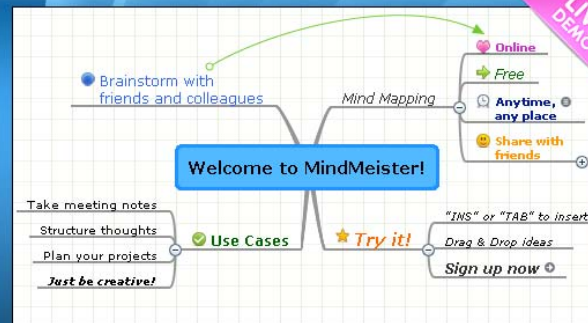 LIVE
DEMO
Online
Free
Brainstorm with
friends and colleagues
Mind Mapping
Anytime,
any place
Share with
friends
Welcome to MindMeister!
Take meeting notes
Structure thoughts
Plan your projects
Just be creative!
Use Cases
Try it!
"INS" or "TAB" to insert
Drag & Drop ideas
Sign up now